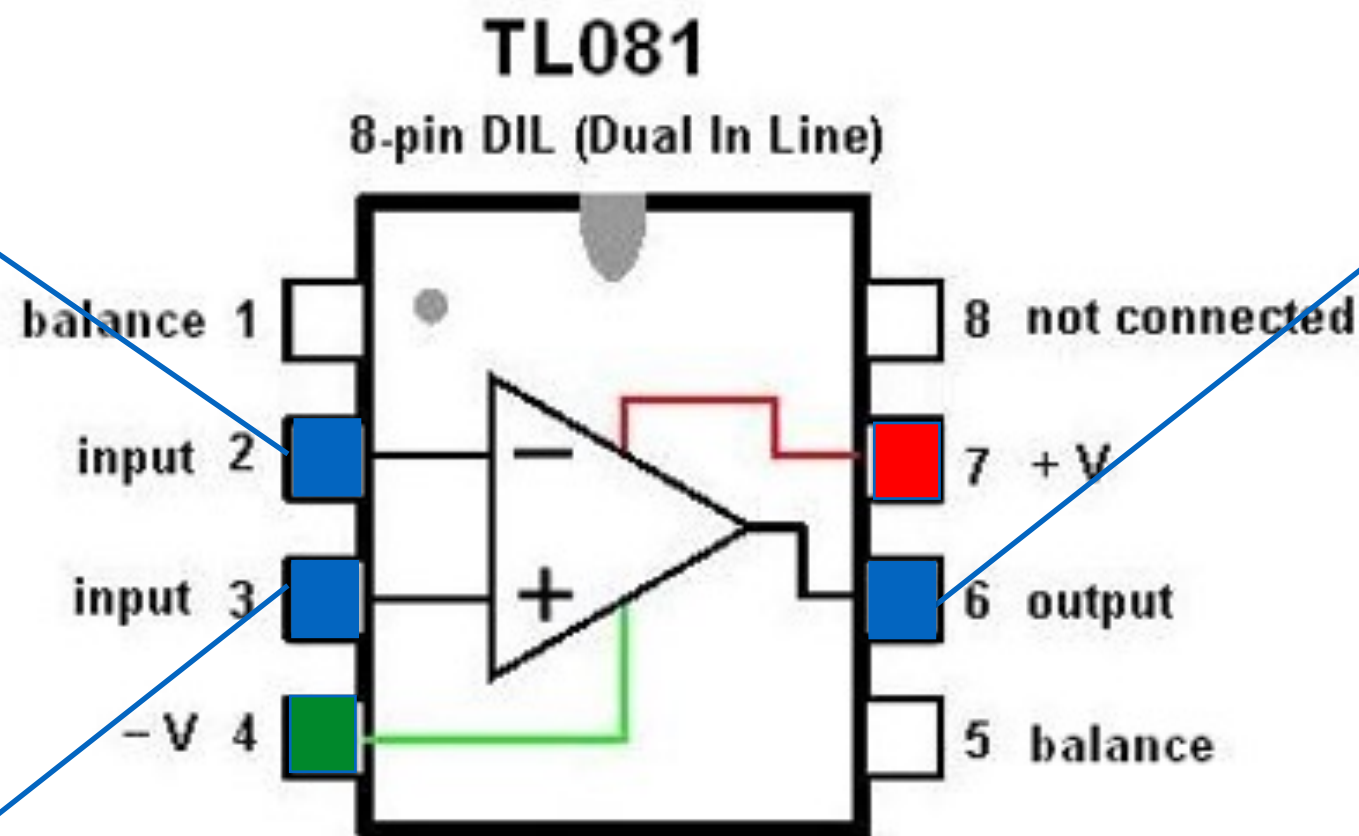 TL081
8-pin DIL (Dual In Line)
balance 1
8 not connected
input 2
7 + V
input 3
6 output
– V 4
5 balance
−
+